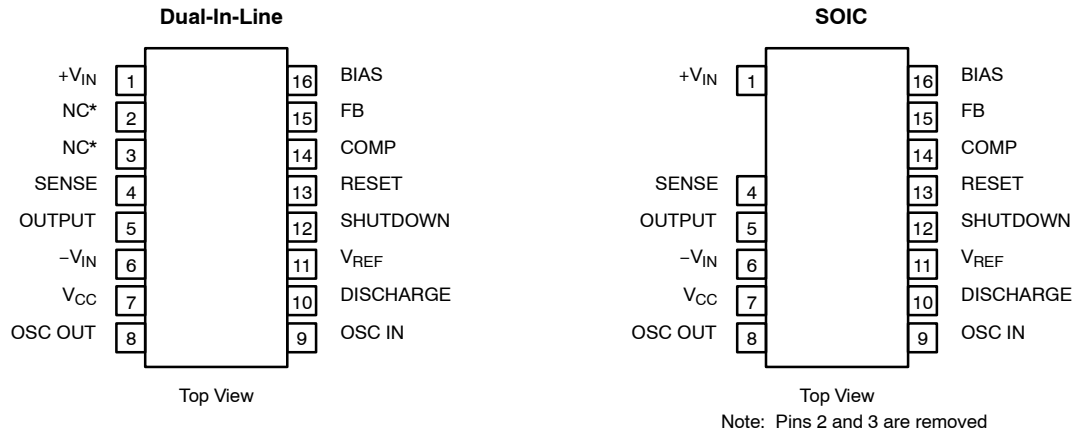 Dual-In-Line
+VIN 1 16 BIAS
NC* 2 15 FB
NC* 3 14 COMP
SENSE 4 13 RESET
OUTPUT 5 12 SHUTDOWN
−VIN 6 11 VREF
VCC 7 10 DISCHARGE
OSC OUT 8 9 OSC IN
Top View
SOIC
+VIN 1 16 BIAS
15 FB
14 COMP
SENSE 4 13 RESET
OUTPUT 5 12 SHUTDOWN
−VIN 6 11 VREF
VCC 7 10 DISCHARGE
OSC OUT 8 9 OSC IN
Top View
Note: Pins 2 and 3 are removed